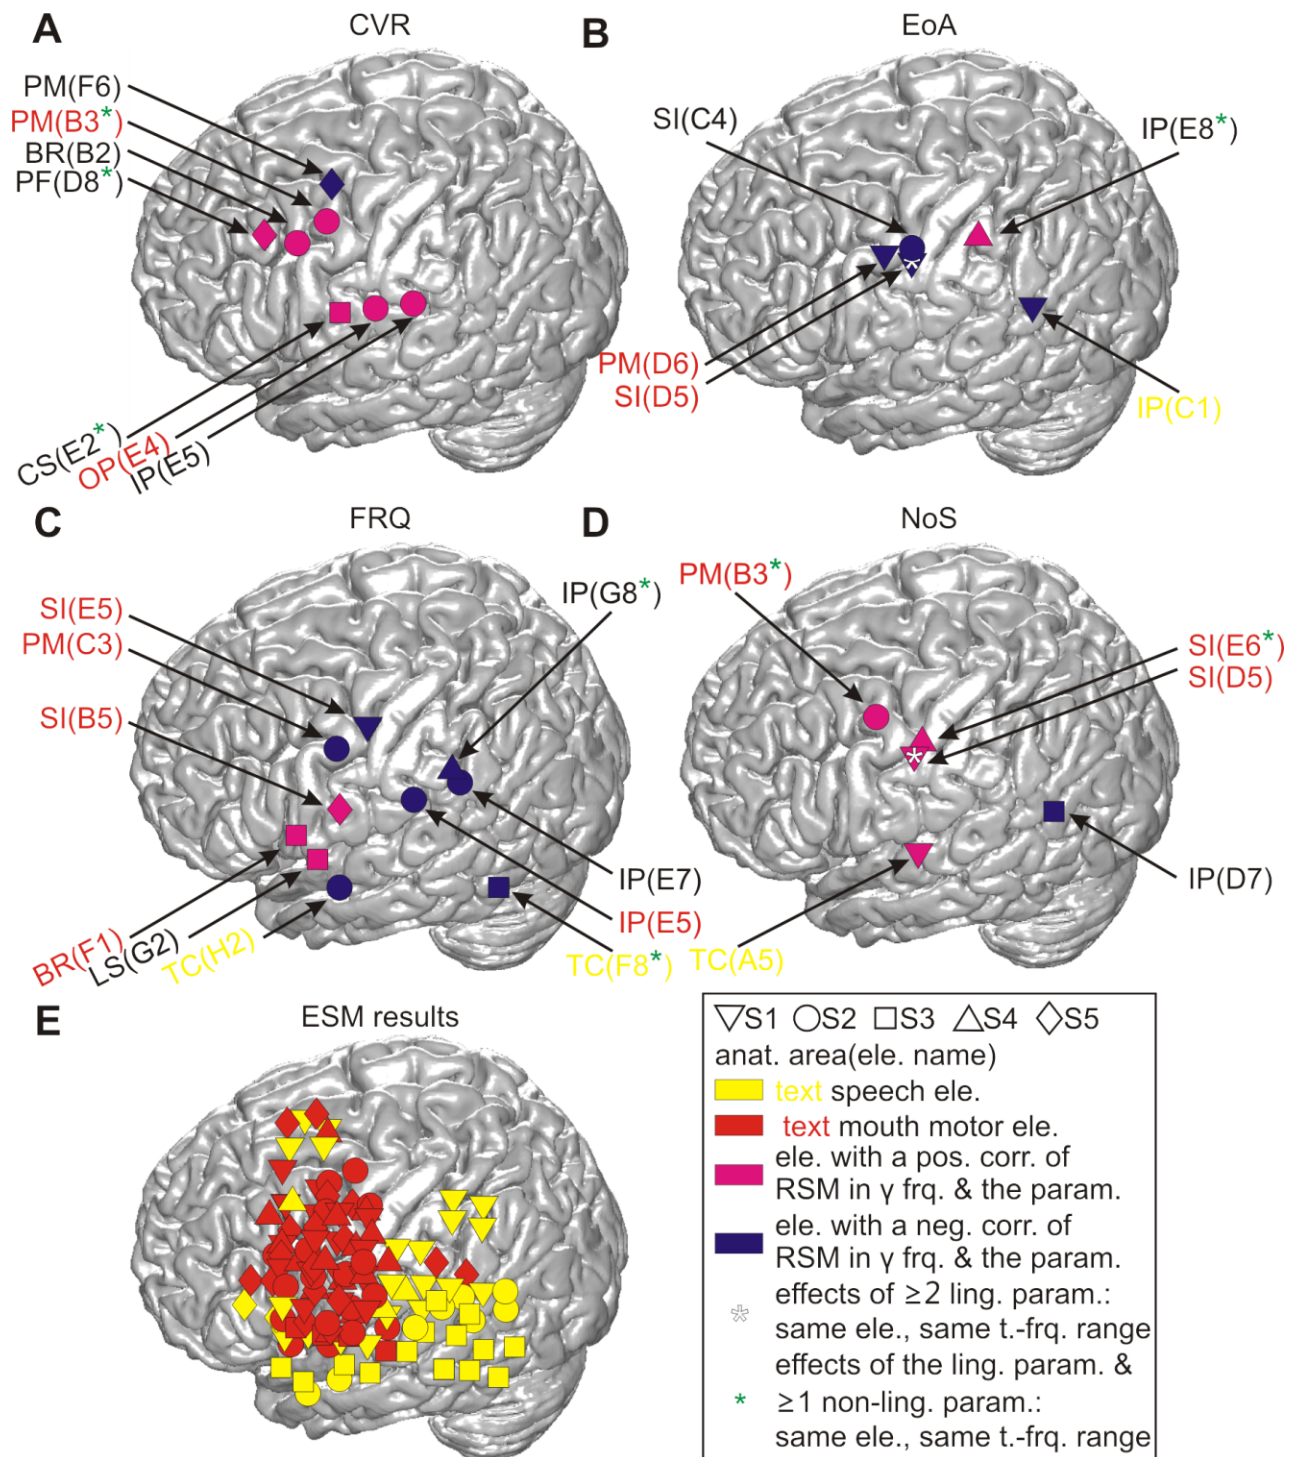 A
CVR
PM(F6)
PM(B3*)
BR(B2)
PF(D8*)
CS(E2*)
OP(E4)
IP(E5)
B
EoA
SI(C4)
IP(E8*)
PM(D6)
SI(D5)
IP(C1)
*
C
FRQ
SI(E5)
PM(C3)
SI(B5)
IP(G8*)
IP(E7)
IP(E5)
BR(F1)
LS(G2)
TC(H2)
TC(F8*)
D
NoS
PM(B3*)
SI(E6*)
SI(D5)
*
IP(D7)
TC(A5)
E
ESM results
S1 S2 S3 S4 S5
anat. area(ele. name)
text speech ele.
text mouth motor ele.
ele. with a pos. corr. of
RSM in γ frq. & the param.
ele. with a neg. corr. of
RSM in γ frq. & the param.
effects of ≥2 ling. param.:
* same ele., same t.-frq. range
effects of the ling. param. &
* ≥1 non-ling. param.:
same ele., same t.-frq. range